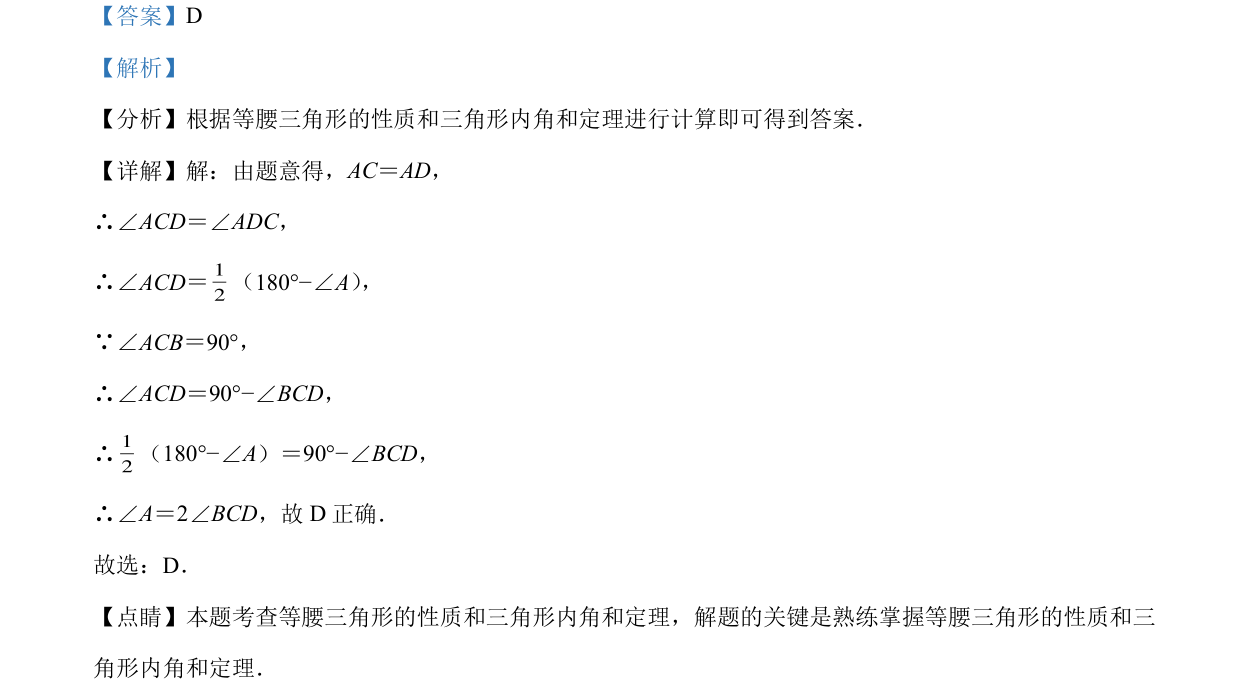 【答案】D
【解析】
【分析】根据等腰三角形的性质和三角形内角和定理进行计算即可得到答案．
【详解】解：由题意得，AC＝AD，
∴∠ACD＝∠ADC，
∴∠ACD＝1/2（180°−∠A），
∵∠ACB＝90°，
∴∠ACD＝90°−∠BCD，
∴1/2（180°−∠A）＝90°−∠BCD，
∴∠A＝2∠BCD，故 D 正确．
故选：D．
【点睛】本题考查等腰三角形的性质和三角形内角和定理，解题的关键是熟练掌握等腰三角形的性质和三
角形内角和定理．